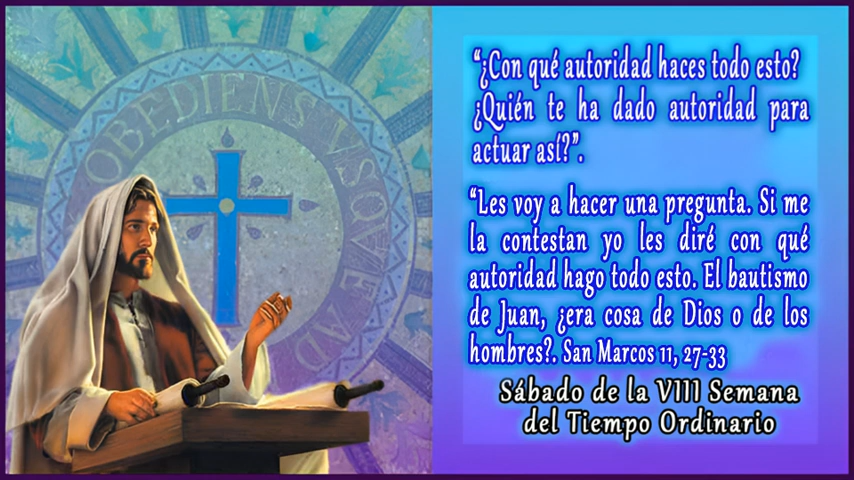 OBEDIENS VSQVE AD
“¿Con qué autoridad haces todo esto?
¿Quién te ha dado autoridad para
actuar así?”.
“Les voy a hacer una pregunta. Si me
la contestan yo les diré con qué
autoridad hago todo esto. El bautismo
de Juan, ¿era cosa de Dios o de los
hombres?. San Marcos 11, 27-33
Sábado de la VIII Semana
del Tiempo Ordinario